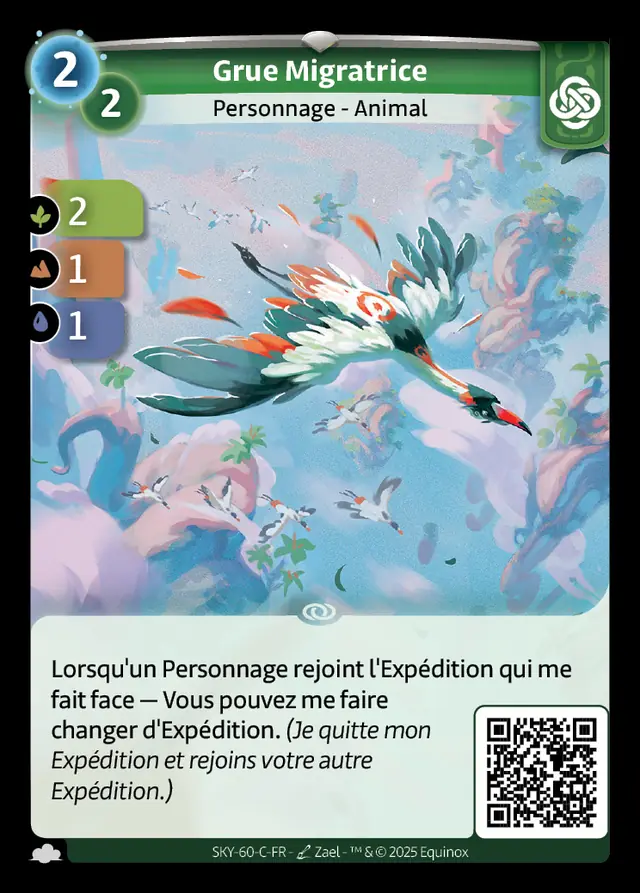 2
2
Grue Migratrice
Personnage - Animal
2
1
1
Lorsqu'un Personnage rejoint l'Expédition qui me
fait face — Vous pouvez me faire
changer d'Expédition. (Je quitte mon
Expédition et rejoins votre autre
Expédition.)
SKY-60-C-FR - Zael - ™ & © 2025 Equinox